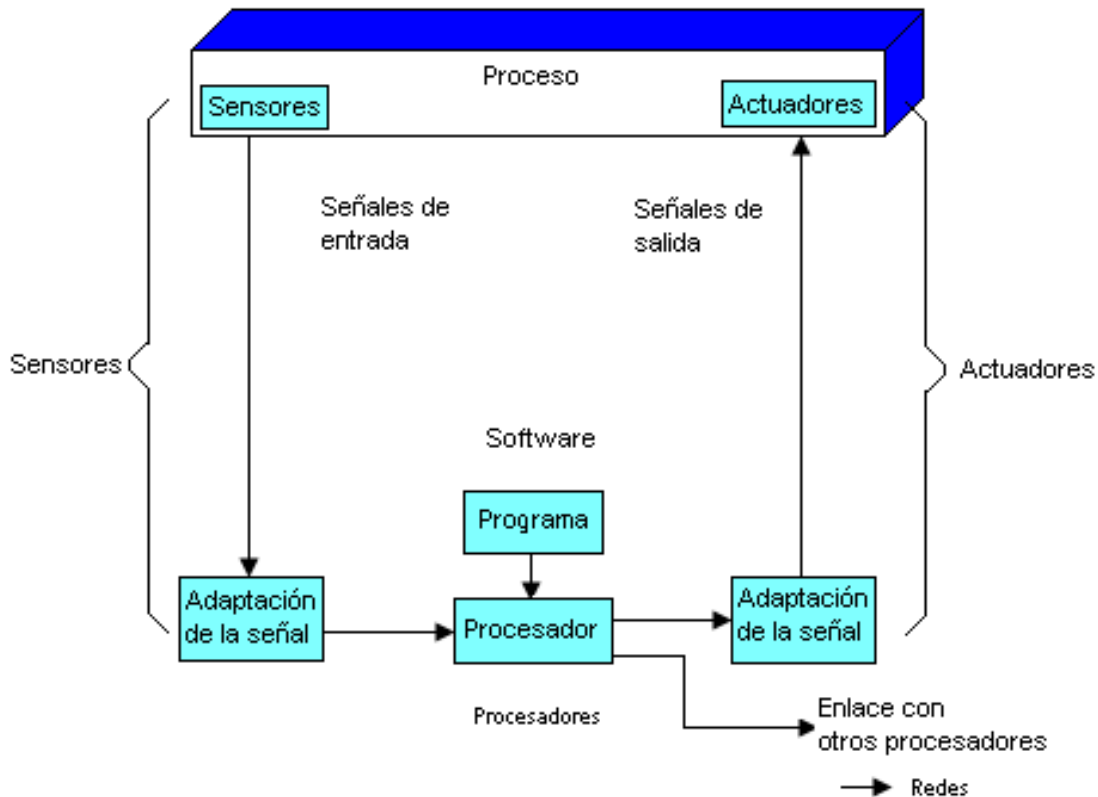 Proceso
Sensores
Actuadores
Señales de
entrada
Señales de
salida
Sensores
Actuadores
Software
Programa
Adaptación
de la señal
Procesador
Adaptación
de la señal
Procesadores
Enlace con
otros procesadores
Redes